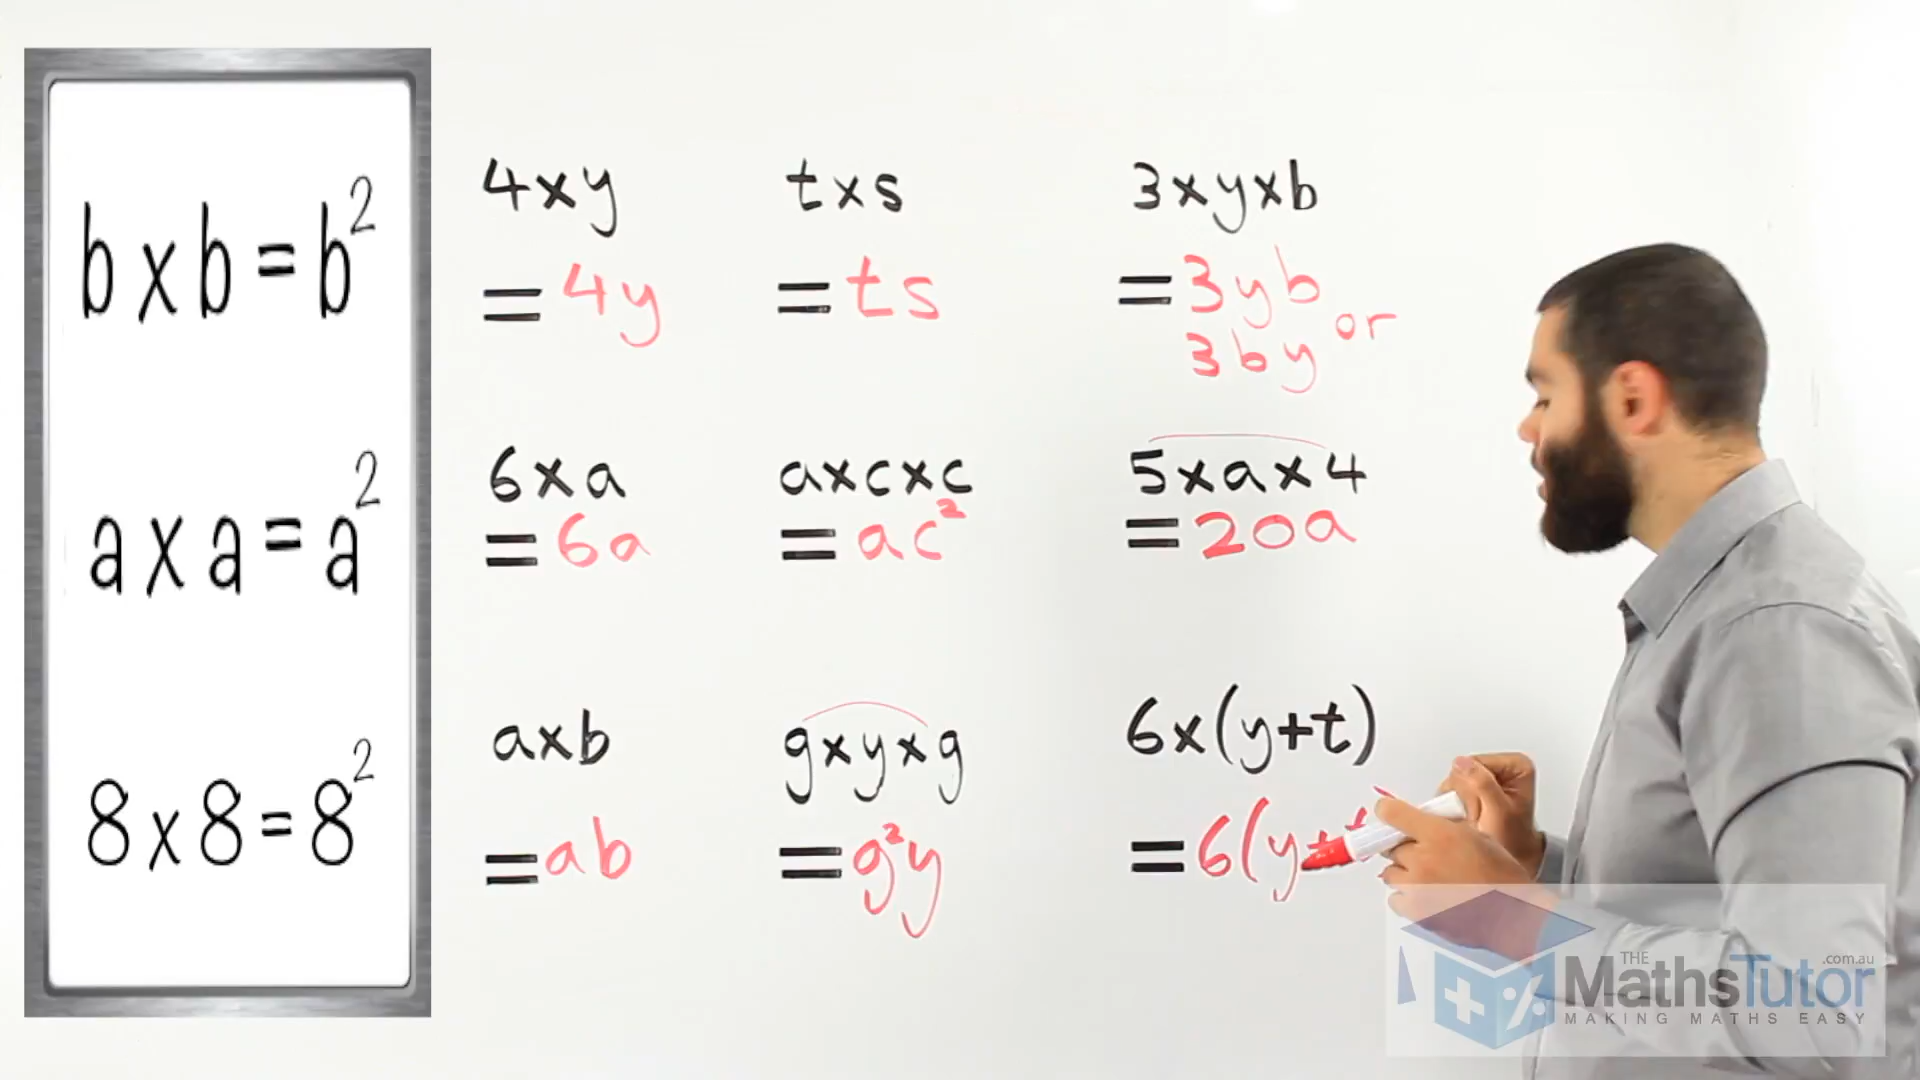 b x b = b²
a x a = a²
8 x 8 = 8²
4xy
= 4y
txs
= ts
3xyxb
= 3yb or
3by
6xa
= 6a
axcxc
= ac²
5xax4
= 20a
axb
= ab
gxyxg
= g²y
6x(y+t)
= 6(y+t
THE
MathsTutor
.com.au
MAKING MATHS EASY